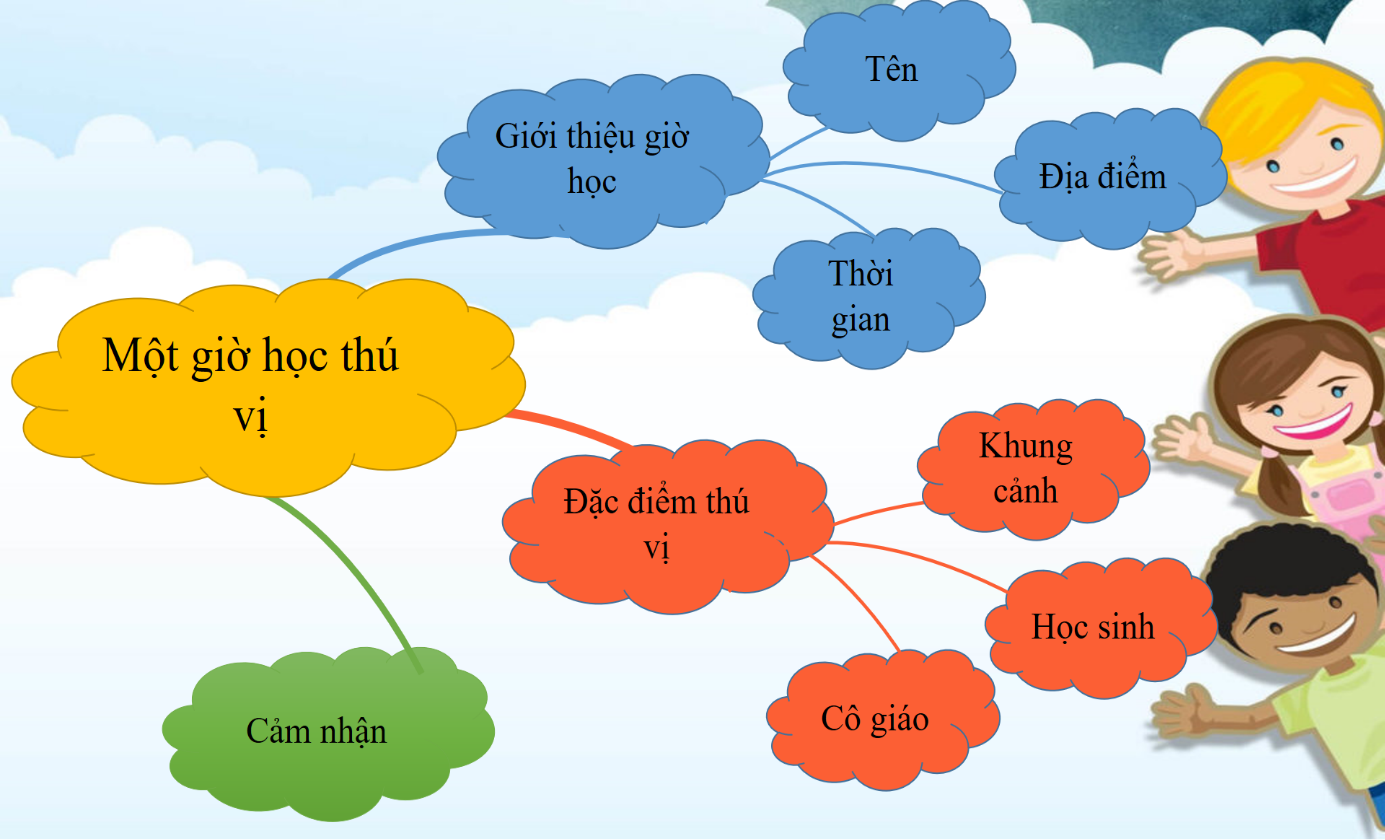 Tên
Giới thiệu giờ
học
Địa điểm
Thời
gian
Một giờ học thú
vị
Khung
cảnh
Đặc điểm thú
vị
Học sinh
Cô giáo
Cảm nhận